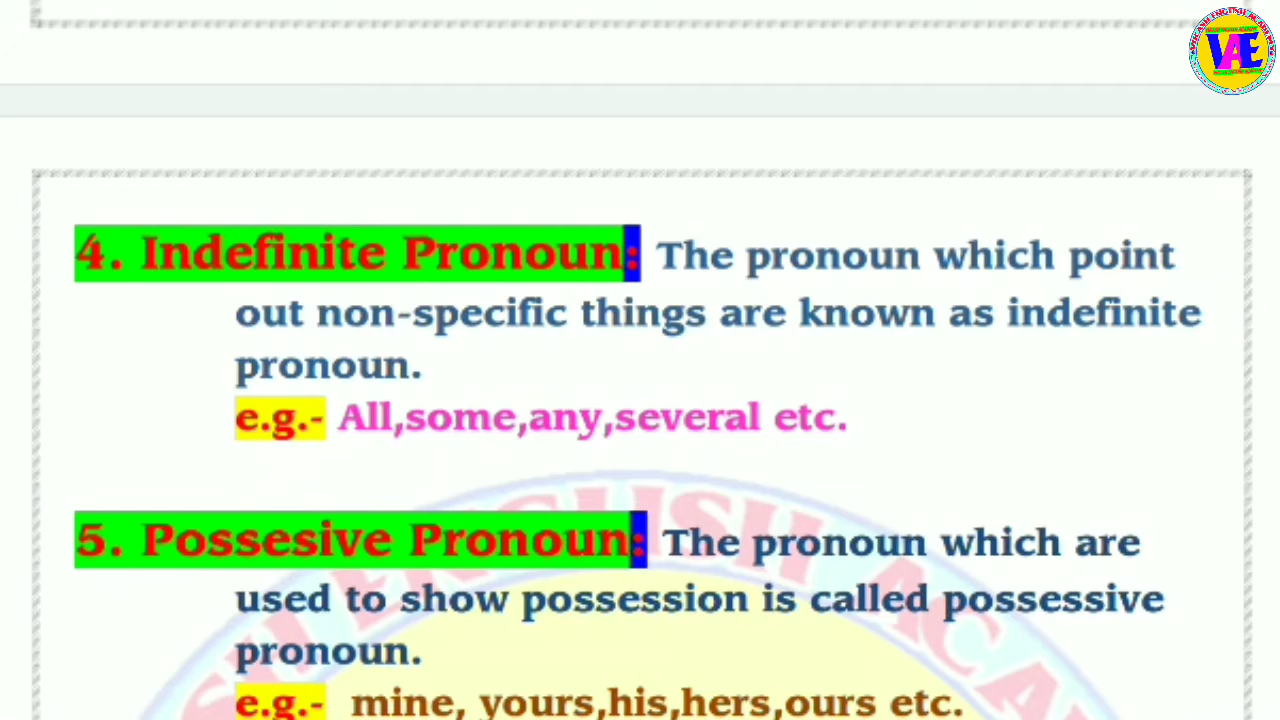 VAE
4. Indefinite Pronoun: The pronoun which point
out non-specific things are known as indefinite
pronoun.
e.g.- All,some,any,several etc.
5. Possesive Pronoun: The pronoun which are
used to show possession is called possessive
pronoun.
e.g.- mine, yours,his,hers,ours etc.